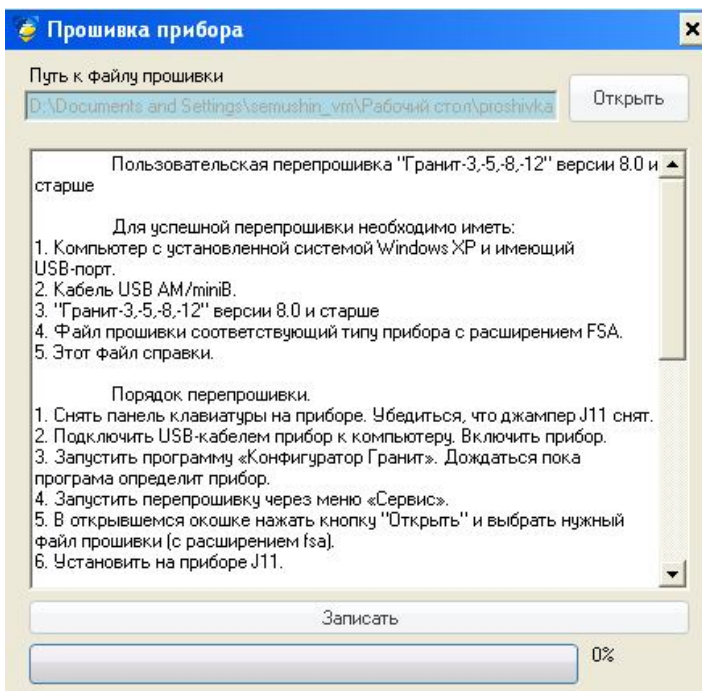 Прошивка прибора
Путь к файлу прошивки
D:\Documents and Settings\semushin_vm\Рабочий стол\proshivka
Открыть
Пользовательская перепрошивка "Гранит-3,-5,-8,-12" версии 8.0 и
старше
Для успешной перепрошивки необходимо иметь:
1. Компьютер с установленной системой Windows XP и имеющий
USB-порт.
2. Кабель USB AM/miniB.
3. "Гранит-3,-5,-8,-12" версии 8.0 и старше
4. Файл прошивки соответствующий типу прибора с расширением FSA.
5. Этот файл справки.
Порядок перепрошивки.
1. Снять панель клавиатуры на приборе. Убедиться, что джампер J11 снят.
2. Подключить USB-кабелем прибор к компьютеру. Включить прибор.
3. Запустить программу «Конфигуратор Гранит». Дождаться пока
програма определит прибор.
4. Запустить перепрошивку через меню «Сервис».
5. В открывшемся окошке нажать кнопку "Открыть" и выбрать нужный
файл прошивки (с расширением fsa).
6. Установить на приборе J11.
Записать
0%